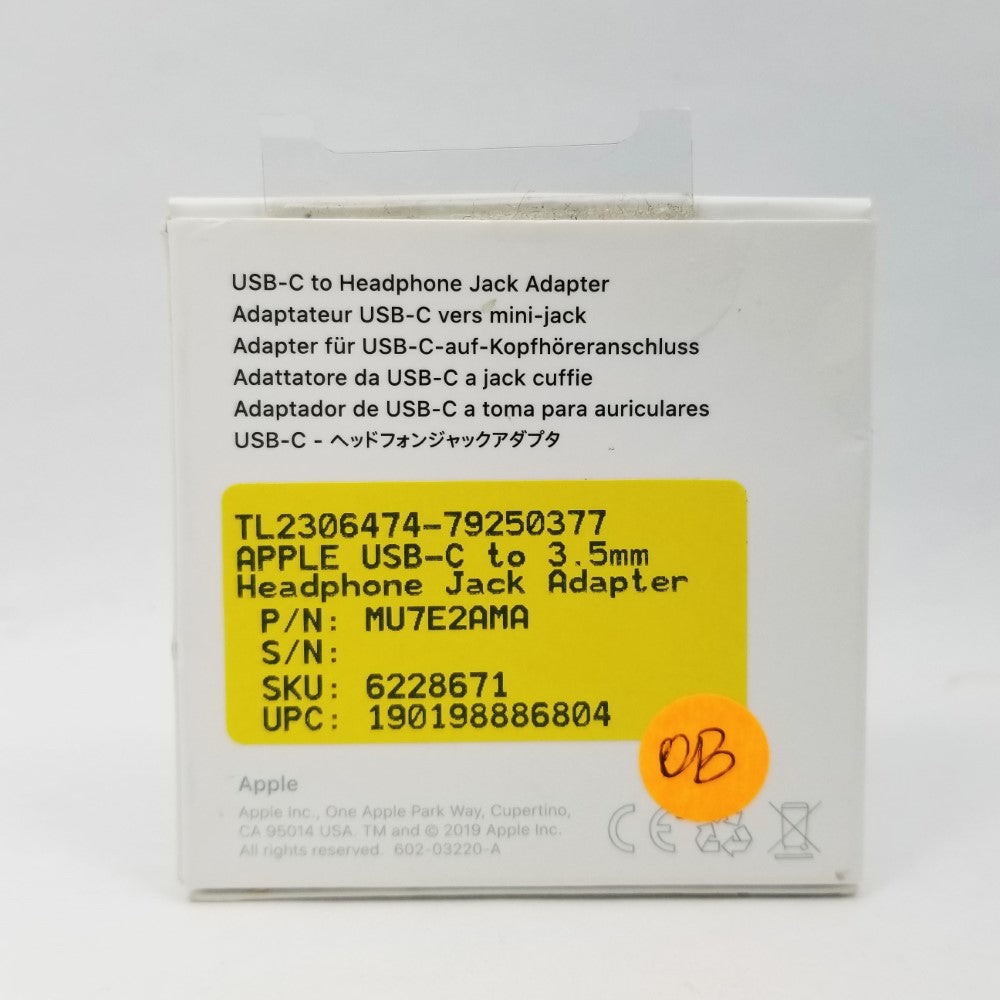 USB-C to Headphone Jack Adapter
Adaptateur USB-C vers mini-jack
Adapter für USB-C-auf-Kopfhöreranschluss
Adattatore da USB-C a jack cuffie
Adaptador de USB-C a toma para auriculares
USB-C - ヘッドフォンジャックアダプタ
TL2306474-79250377
APPLE USB-C to 3.5mm
Headphone Jack Adapter
P/N: MU7E2AMA
S/N:
SKU: 6228671
UPC: 190198886804
OB
Apple
Apple Inc., One Apple Park Way, Cupertino,
CA 95014 USA. TM and © 2019 Apple Inc.
All rights reserved. 602-03220-A
CE